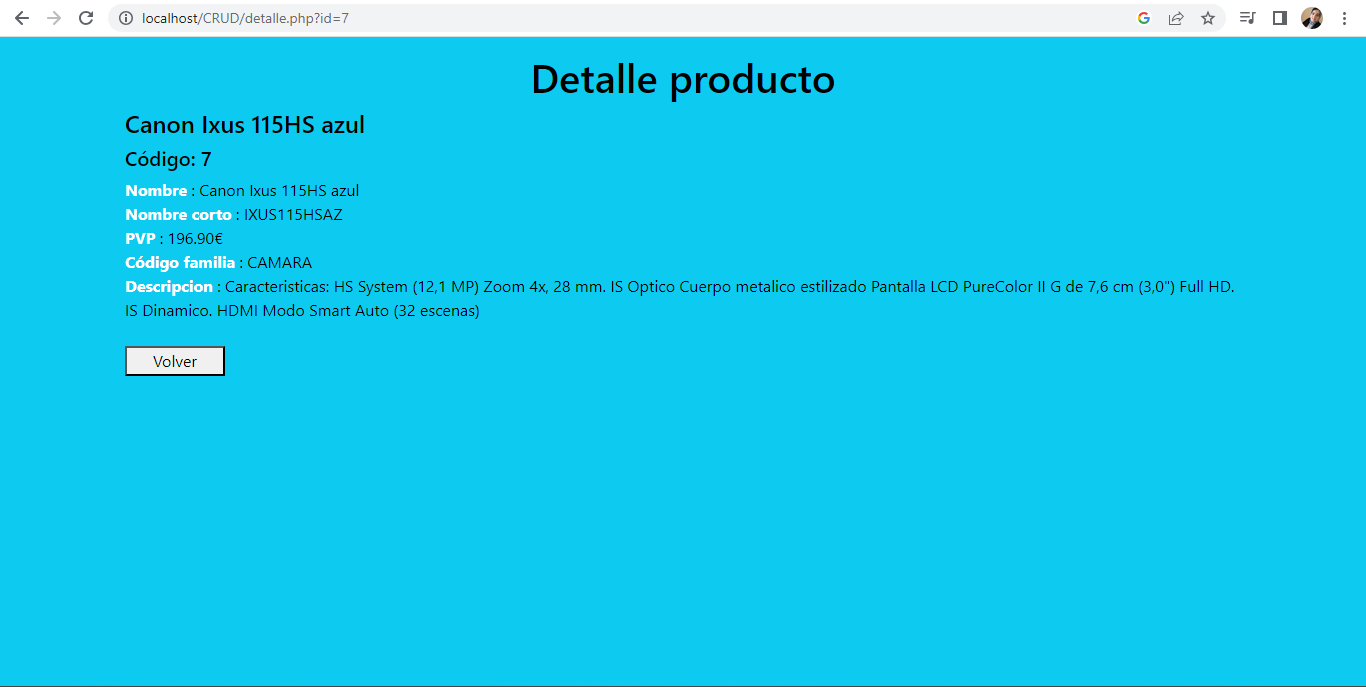 localhost/CRUD/detalle.php?id=7
Detalle producto
Canon Ixus 115HS azul
Código: 7
Nombre : Canon Ixus 115HS azul
Nombre corto : IXUS115HSAZ
PVP : 196.90€
Código familia : CAMARA
Descripcion : Caracteristicas: HS System (12,1 MP) Zoom 4x, 28 mm. IS Optico Cuerpo metalico estilizado Pantalla LCD PureColor II G de 7,6 cm (3,0") Full HD.
IS Dinamico. HDMI Modo Smart Auto (32 escenas)
Volver